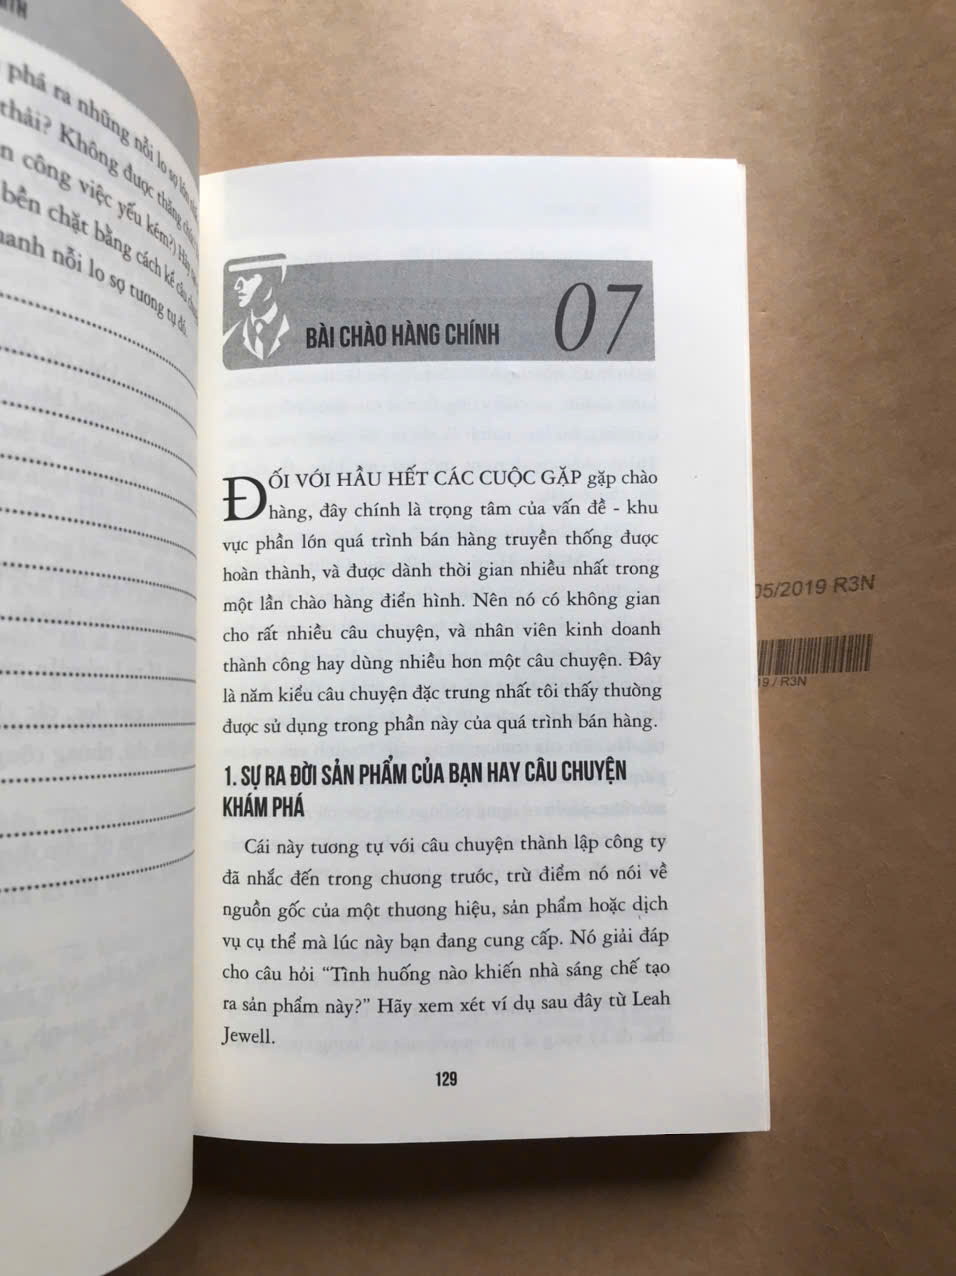 phá ra những nỗi lo sợ lớn
thải? Không được thăng chức
công việc yếu kém?) Hãy
bền chặt bằng cách kể câu
nỗi lo sợ tương tự đó.
BÀI CHÀO HÀNG CHÍNH
07
ĐỐI VỚI HẦU HẾT CÁC CUỘC GẶP gặp chào
hàng, đây chính là trọng tâm của vấn đề - khu
vực phần lớn quá trình bán hàng truyền thống được
hoàn thành, và được dành thời gian nhiều nhất trong
một lần chào hàng điển hình. Nên nó có không gian
cho rất nhiều câu chuyện, và nhân viên kinh doanh
thành công hay dùng nhiều hơn một câu chuyện. Đây
là năm kiểu câu chuyện đặc trưng nhất tôi thấy thường
được sử dụng trong phần này của quá trình bán hàng.
1. SỰ RA ĐỜI SẢN PHẨM CỦA BẠN HAY CÂU CHUYỆN
KHÁM PHÁ
Cái này tương tự với câu chuyện thành lập công ty
đã nhắc đến trong chương trước, trừ điểm nó nói về
nguồn gốc của một thương hiệu, sản phẩm hoặc dịch
vụ cụ thể mà lúc này bạn đang cung cấp. Nó giải đáp
cho câu hỏi “Tình huống nào khiến nhà sáng chế tạo
ra sản phẩm này?” Hãy xem xét ví dụ sau đây từ Leah
Jewell.
129
05/2019 R3N
19 / R3N